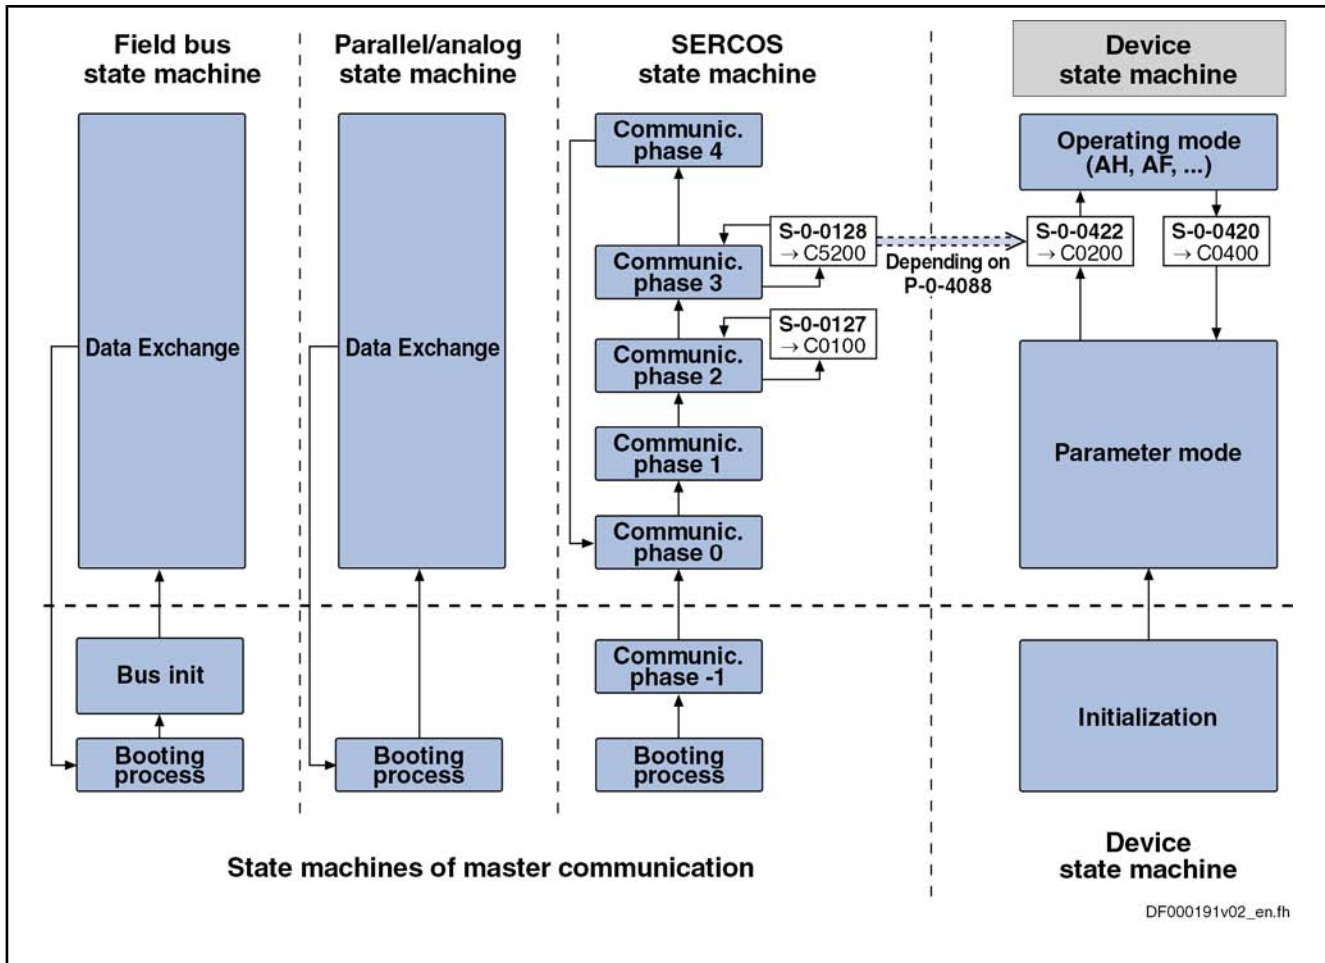 Field bus
state machine
Parallel/analog
state machine
SERCOS
state machine
Device
state machine
Data Exchange
Bus init
Booting
process
Data Exchange
Booting
process
Communic.
phase 4
S-0-0128
→ C5200
Communic.
phase 3
S-0-0127
→ C0100
Communic.
phase 2
Communic.
phase 1
Communic.
phase 0
Communic.
phase -1
Booting
process
Depending on
P-0-4088
Operating mode
(AH, AF, ...)
S-0-0422
→ C0200
S-0-0420
→ C0400
Parameter mode
Initialization
State machines of master communication
Device
state machine
DF000191v02_en.fh